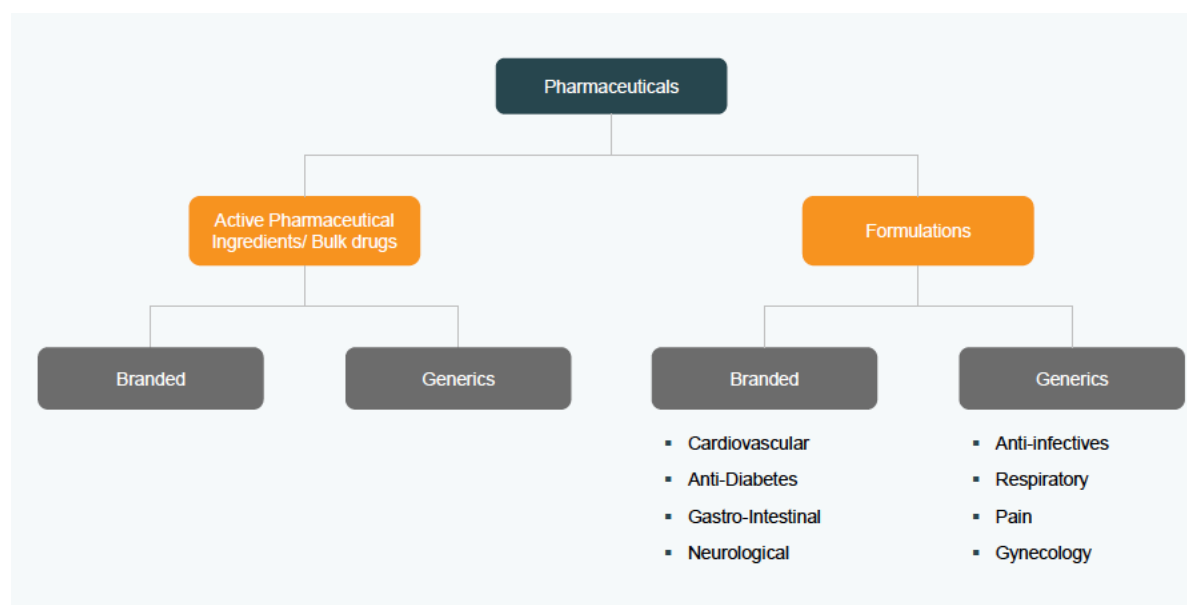 Pharmaceuticals
Active Pharmaceutical
Ingredients/ Bulk drugs
Formulations
Branded
Generics
Branded
Generics
▪ Cardiovascular
▪ Anti-Diabetes
▪ Gastro-Intestinal
▪ Neurological
▪ Anti-infectives
▪ Respiratory
▪ Pain
▪ Gynecology